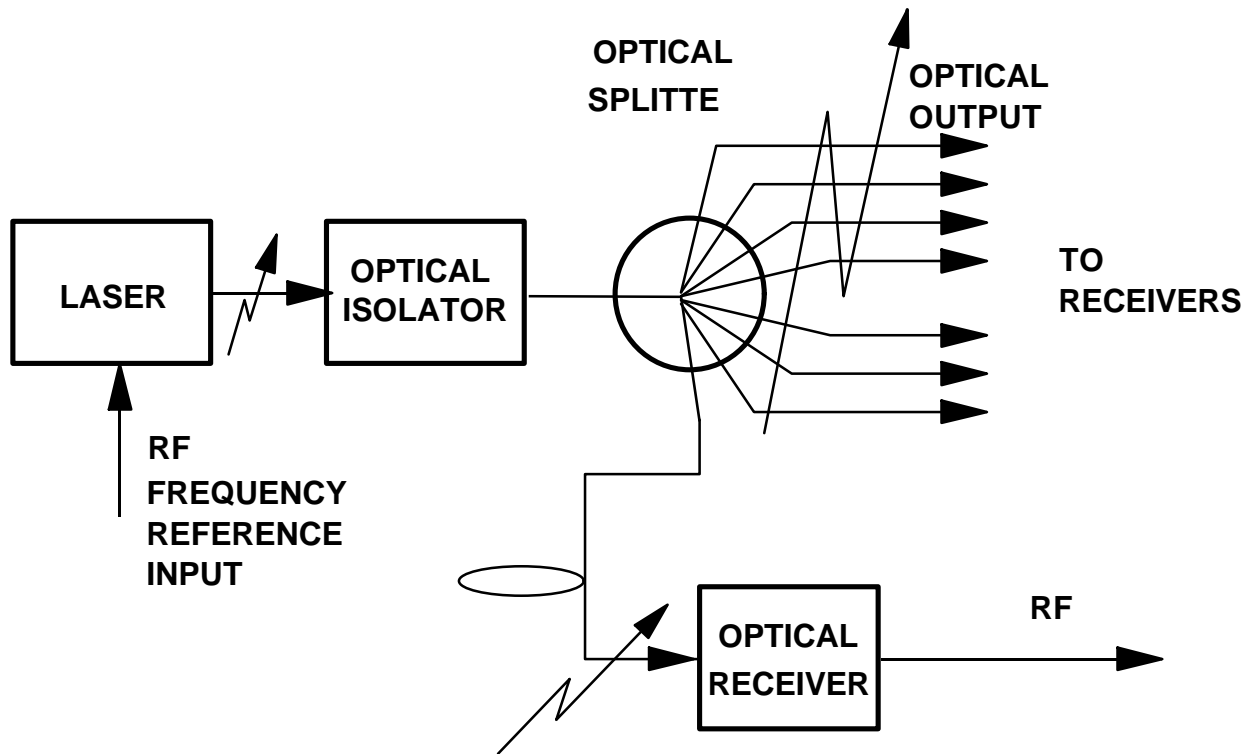 OPTICAL
SPLITTE
OPTICAL
OUTPUT
LASER
OPTICAL
ISOLATOR
TO
RECEIVERS
RF
FREQUENCY
REFERENCE
INPUT
OPTICAL
RECEIVER
RF